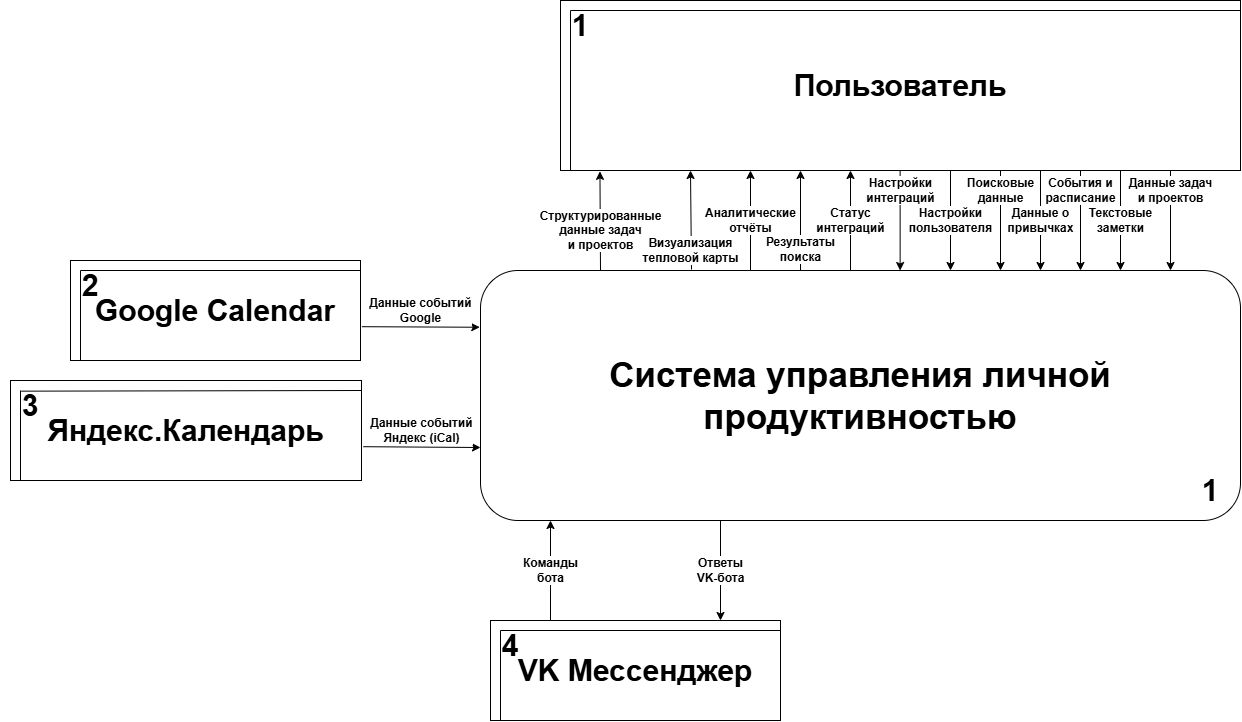 1
Пользователь
Структурированные
данные задач
и проектов
Визуализация
тепловой карты
Аналитические
отчёты
Результаты
поиска
Статус
интеграций
Настройки
интеграций
Настройки
пользователя
Поисковые
данные
Данные о
привычках
События и
расписание
Текстовые
заметки
Данные задач
и проектов
2
Google Calendar
Данные событий
Google
3
Яндекс.Календарь
Данные событий
Яндекс (iCal)
Система управления личной
продуктивностью
1
Команды
бота
Ответы
VK-бота
4
VK Мессенджер